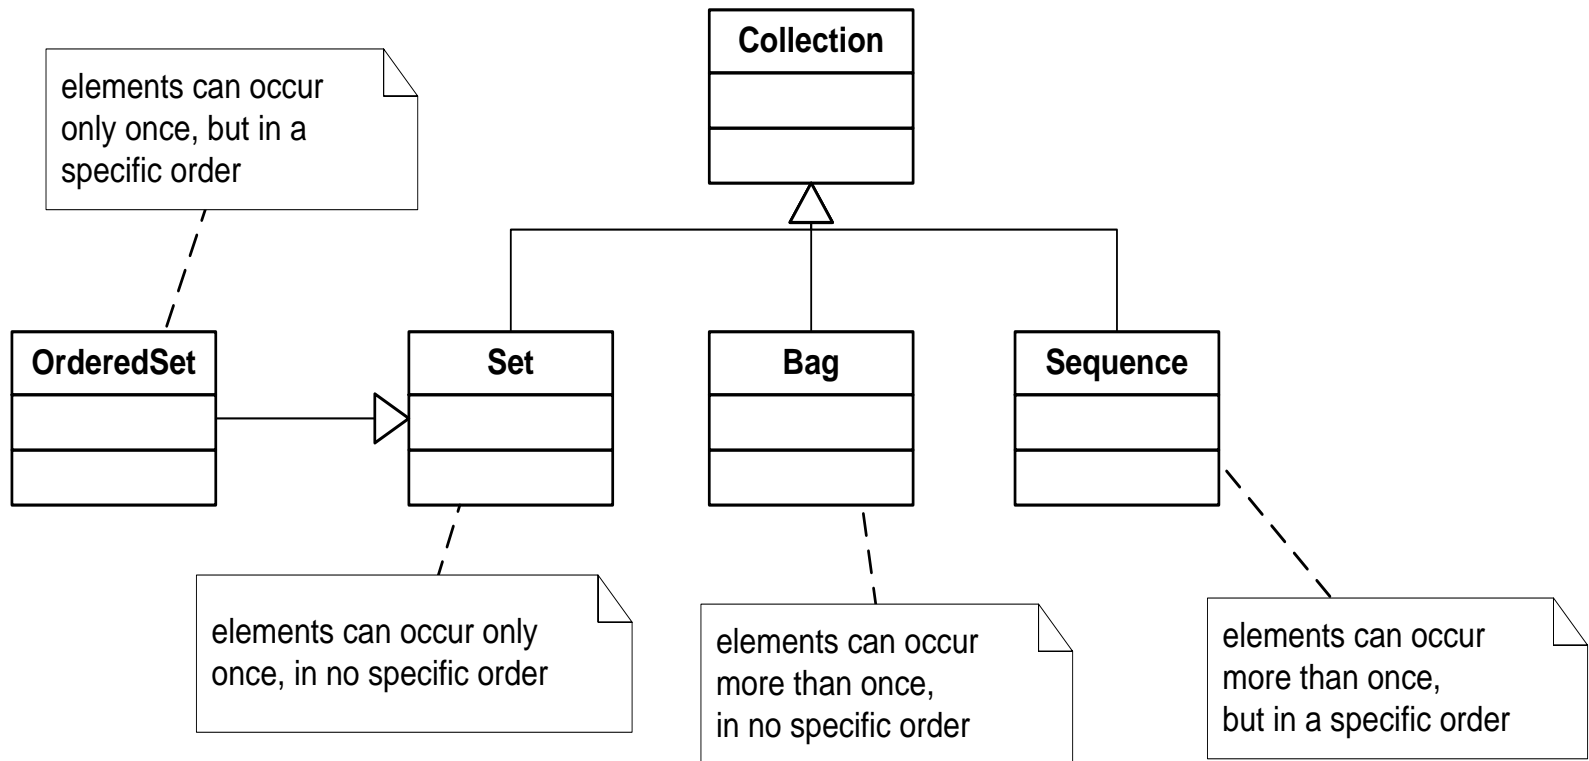 Collection
elements can occur
only once, but in a
specific order
OrderedSet
Set
Bag
Sequence
elements can occur only
once, in no specific order
elements can occur
more than once,
in no specific order
elements can occur
more than once,
but in a specific order